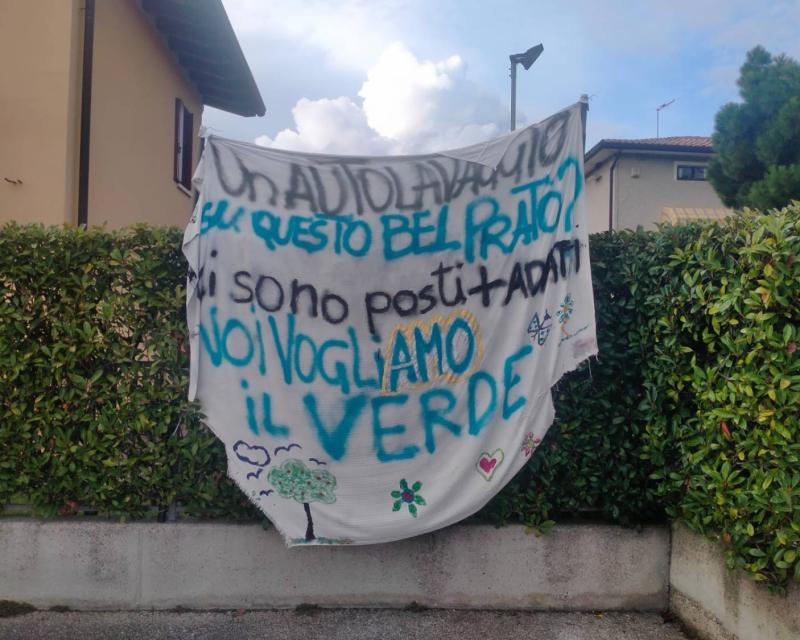 Un AUTOLAVAGGIO
SU QUESTO BEL PRATO?
Ci sono posti + ADATTI
NOI VOGLiAMO
iL VERDE